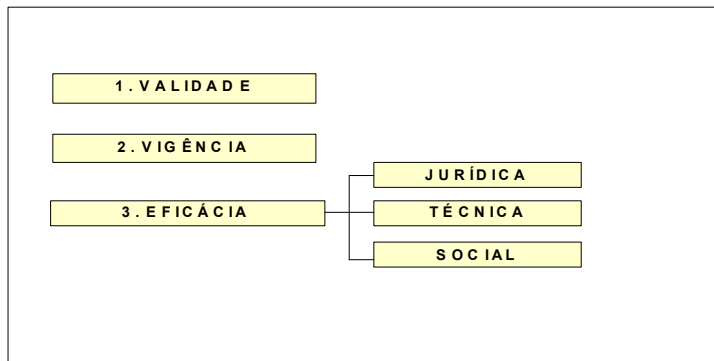 1. VALIDADE
2. VIGÊNCIA
3. EFICÁCIA
JURÍDICA
TÉCNICA
SOCIAL